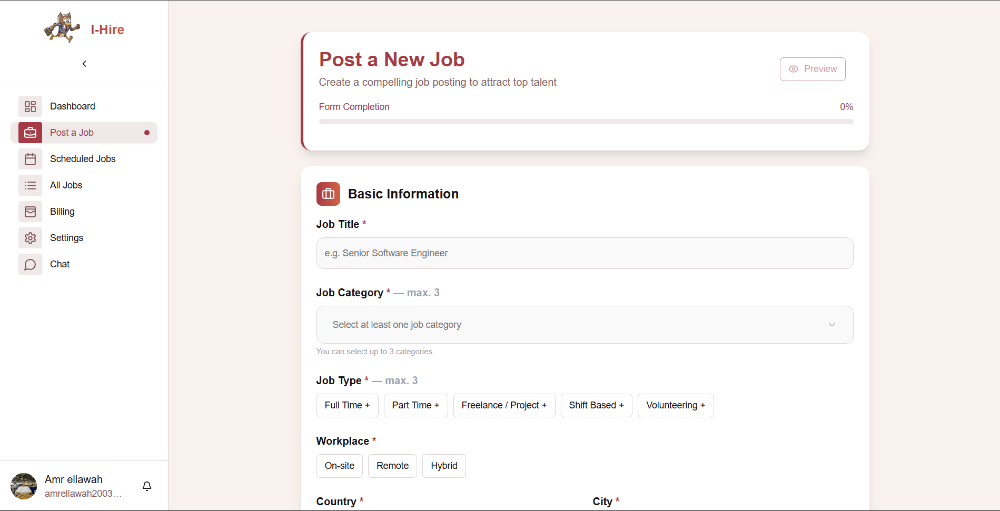 I-Hire
Dashboard
Post a Job
Scheduled Jobs
All Jobs
Billing
Settings
Chat
Amr ellawah
amrellawah2003...
Post a New Job
Preview
Create a compelling job posting to attract top talent
Form Completion 0%
Basic Information
Job Title *
e.g. Senior Software Engineer
Job Category * — max. 3
Select at least one job category
You can select up to 3 categories.
Job Type * — max. 3
Full Time + Part Time + Freelance / Project + Shift Based + Volunteering +
Workplace *
On-site Remote Hybrid
Country * City *